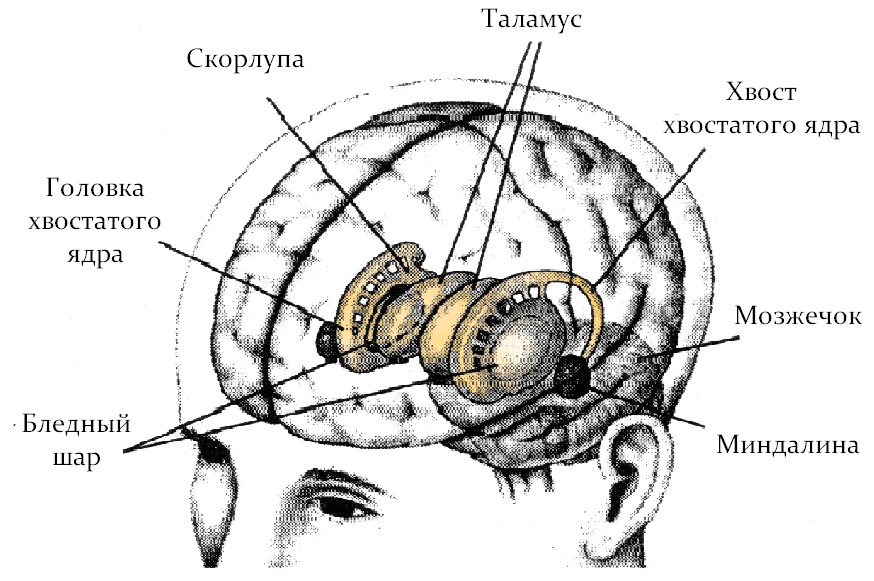 Таламус
Скорлупа
Хвост
хвостатого ядра
Головка
хвостатого
ядра
Мозжечок
Бледный
шар
Миндалина